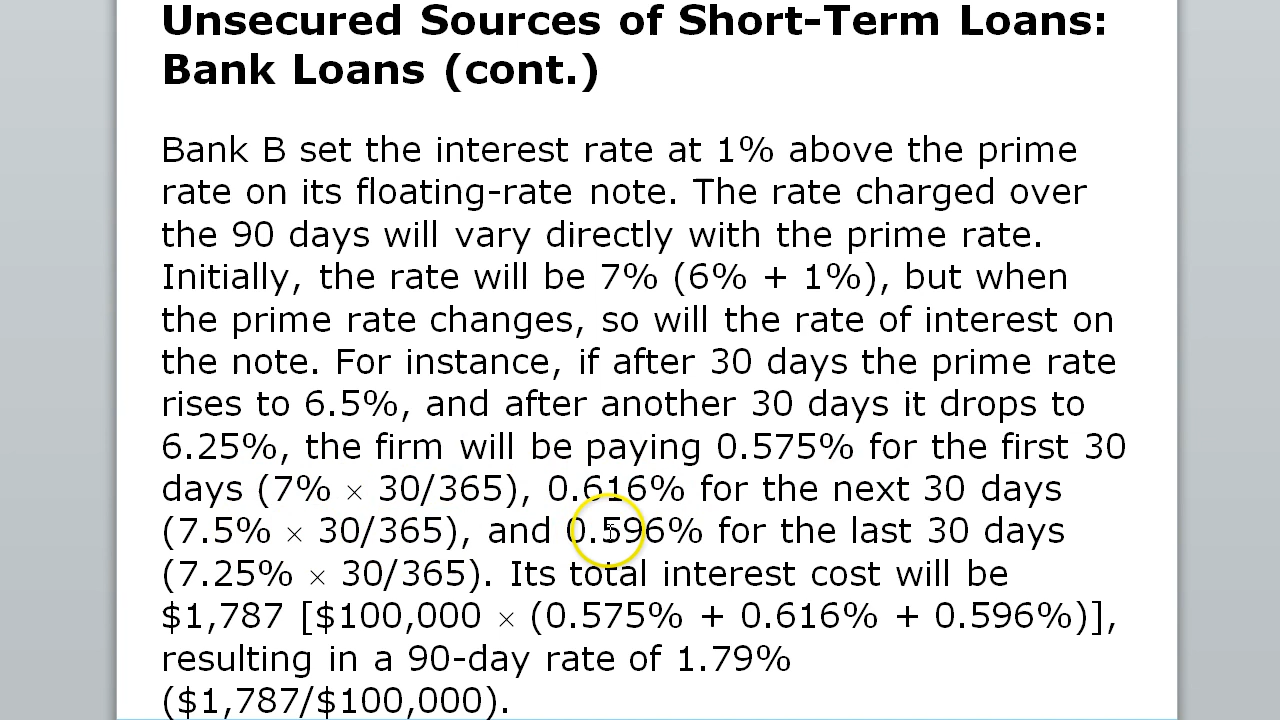 Unsecured Sources of Short-Term Loans:
Bank Loans (cont.)
Bank B set the interest rate at 1% above the prime
rate on its floating-rate note. The rate charged over
the 90 days will vary directly with the prime rate.
Initially, the rate will be 7% (6% + 1%), but when
the prime rate changes, so will the rate of interest on
the note. For instance, if after 30 days the prime rate
rises to 6.5%, and after another 30 days it drops to
6.25%, the firm will be paying 0.575% for the first 30
days (7% × 30/365), 0.616% for the next 30 days
(7.5% × 30/365), and 0.596% for the last 30 days
(7.25% × 30/365). Its total interest cost will be
$1,787 [$100,000 × (0.575% + 0.616% + 0.596%)],
resulting in a 90-day rate of 1.79%
($1,787/$100,000).